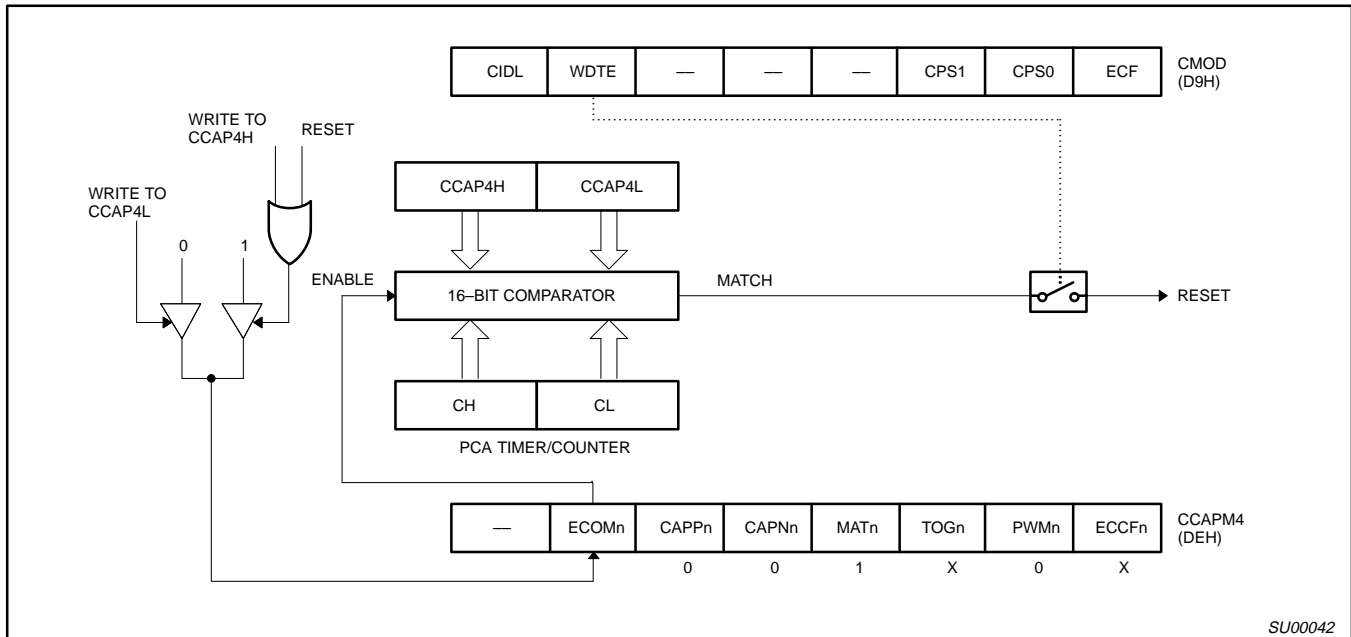 CIDL WDTE –– –– –– CPS1 CPS0 ECF
CMOD
(D9H)
WRITE TO
CCAP4H
RESET
WRITE TO
CCAP4L
0
1
CCAP4H CCAP4L
ENABLE
16–BIT COMPARATOR
MATCH
RESET
CH CL
PCA TIMER/COUNTER
–– ECOMn CAPPn CAPNn MATn TOGn PWMn ECCFn
CCAPM4
(DEH)
0 0 1 X 0 X
SU00042